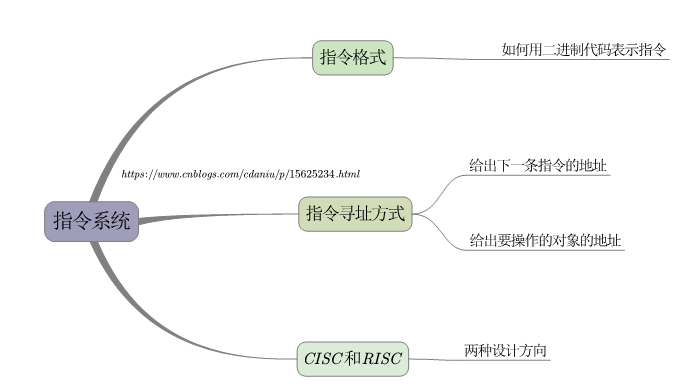 指令格式
如何用二进制代码表示指令
https://www.cnblogs.com/cdaniu/p/15625234.html
指令系统
指令寻址方式
给出下一条指令的地址
给出要操作的对象的地址
CISC和RISC
两种设计方向